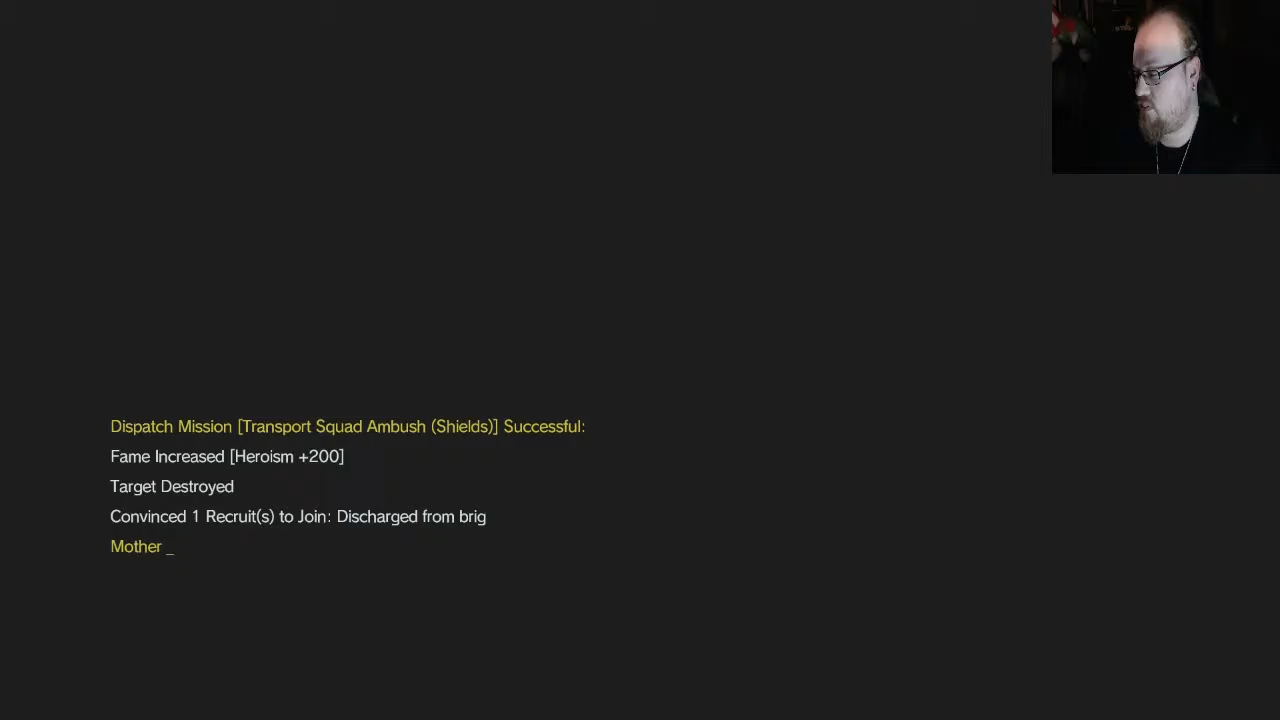 Dispatch Mission [Transport Squad Ambush (Shields)] Successful:
Fame Increased [Heroism +200]
Target Destroyed
Convinced 1 Recruit(s) to Join: Discharged from brig
Mother _